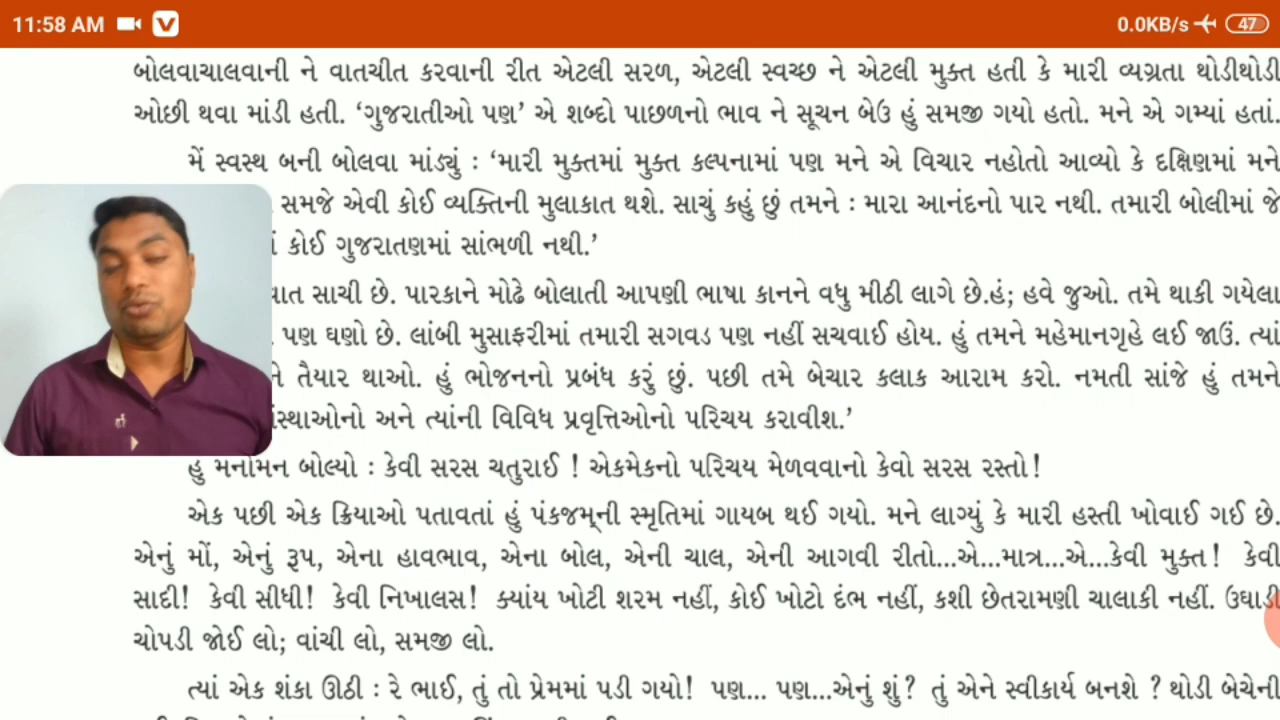 11:58 AM
0.0KB/s 47
બોલવાચાલવાની ને વાતચીત કરવાની રીત એટલી સરળ, એટલી સ્વચ્છ ને એટલી મુક્ત હતી કે મારી વ્યગ્રતા થોડીથોડી
ઓછી થવા માંડી હતી. ‘ગુજરાતીઓ પણ’ એ શબ્દો પાછળનો ભાવ ને સૂચન બેઉ હું સમજી ગયો હતો. મને એ ગમ્યાં હતાં.
મેં સ્વસ્થ બની બોલવા માંડ્યું : ‘મારી મુક્તમાં મુક્ત કલ્પનામાં પણ મને એ વિચાર નહોતો આવ્યો કે દક્ષિણમાં મને
સમજે એવી કોઈ વ્યક્તિની મુલાકાત થશે. સાચું કહું છું તમને : મારા આનંદનો પાર નથી. તમારી બોલીમાં જે
કોઈ ગુજરાતણમાં સાંભળી નથી.’
વાત સાચી છે. પારકાને મોઢે બોલાતી આપણી ભાષા કાનને વધુ મીઠી લાગે છે.હં; હવે જુઓ. તમે થાકી ગયેલા
પણ ઘણો છે. લાંબી મુસાફરીમાં તમારી સગવડ પણ નહીં સચવાઈ હોય. હું તમને મહેમાનગૃહે લઈ જાઉં. ત્યાં
તૈયાર થાઓ. હું ભોજનનો પ્રબંધ કરું છું. પછી તમે બેચાર કલાક આરામ કરો. નમતી સાંજે હું તમને
સંસ્થાઓનો અને ત્યાંની વિવિધ પ્રવૃત્તિઓનો પરિચય કરાવીશ.’
હું મનોમન બોલ્યો : કેવી સરસ ચતુરાઈ ! એકમેકનો પરિચય મેળવવાનો કેવો સરસ રસ્તો !
એક પછી એક ક્રિયાઓ પતાવતાં હું પંકજમ્‌ની સ્મૃતિમાં ગાયબ થઈ ગયો. મને લાગ્યું કે મારી હસ્તી ખોવાઈ ગઈ છે.
એનું મોં, એનું રૂપ, એના હાવભાવ, એના બોલ, એની ચાલ, એની આગવી રીતો...એ...માત્ર...એ...કેવી મુક્ત ! કેવી
સાદી! કેવી સીધી! કેવી નિખાલસ! ક્યાંય ખોટી શરમ નહીં, કોઈ ખોટો દંભ નહીં, કશી છેતરામણી ચાલાકી નહીં. ઉઘાડી
ચોપડી જોઈ લો; વાંચી લો, સમજી લો.
ત્યાં એક શંકા ઊઠી : રે ભાઈ, તું તો પ્રેમમાં પડી ગયો! પણ... પણ...એનું શું? તું એને સ્વીકાર્ય બનશે ? થોડી બેચેની